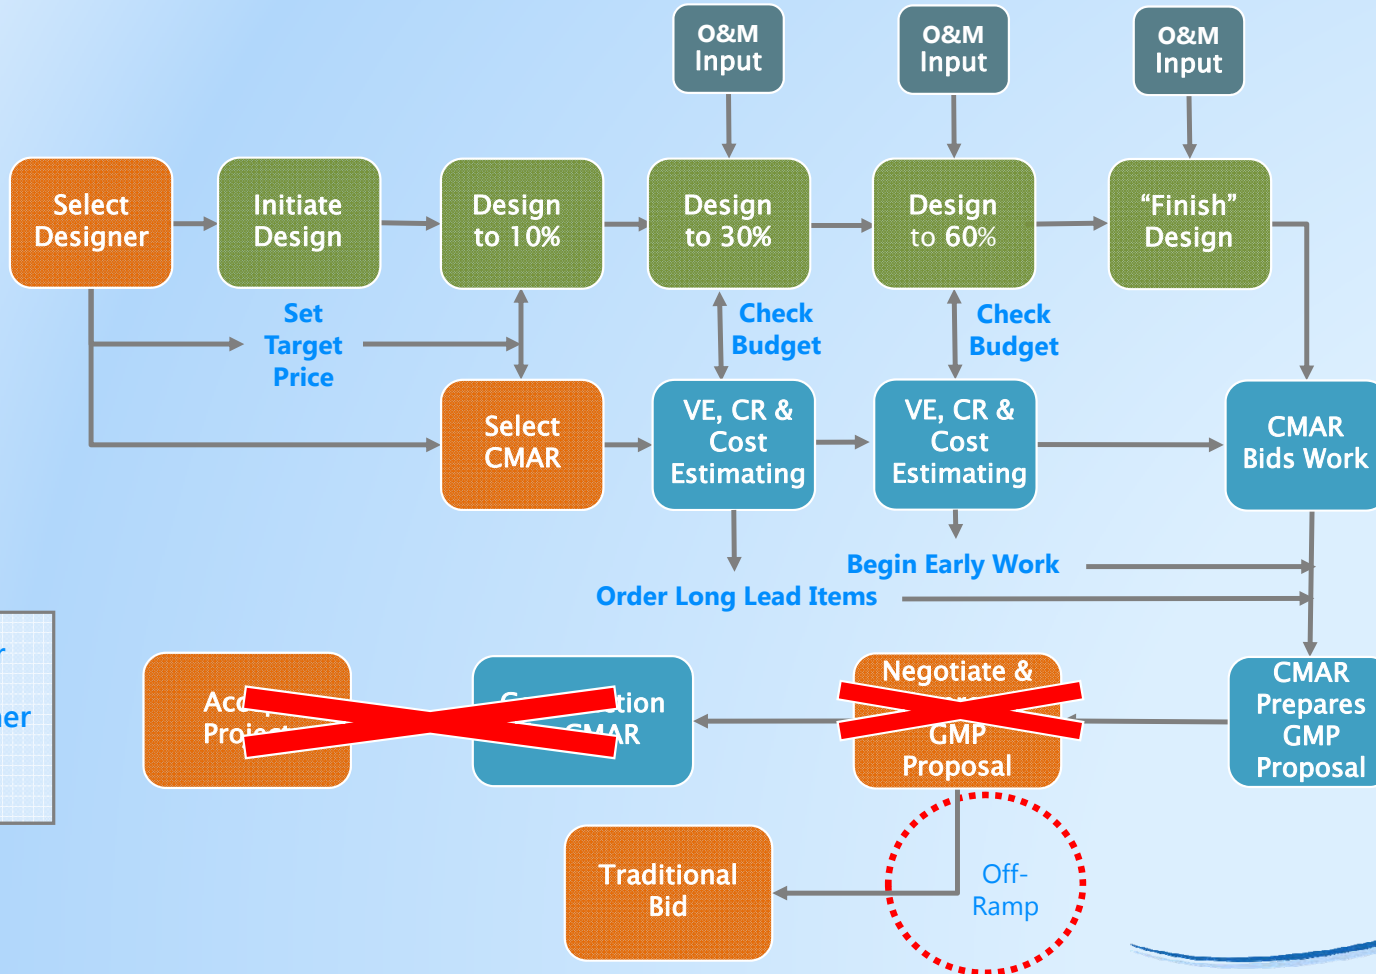 O&M
Input
O&M
Input
O&M
Input
Select
Designer
Initiate
Design
Design
to 10%
Design
to 30%
Design
to 60%
“Finish”
Design
Set
Target
Price
Check
Budget
Check
Budget
Select
CMAR
VE, CR &
Cost
Estimating
VE, CR &
Cost
Estimating
CMAR
Bids Work
Begin Early Work
Order Long Lead Items
Negotiate &
GMP
Proposal
CMAR
Prepares
GMP
Proposal
CMAR
Traditional
Bid
Off-
Ramp